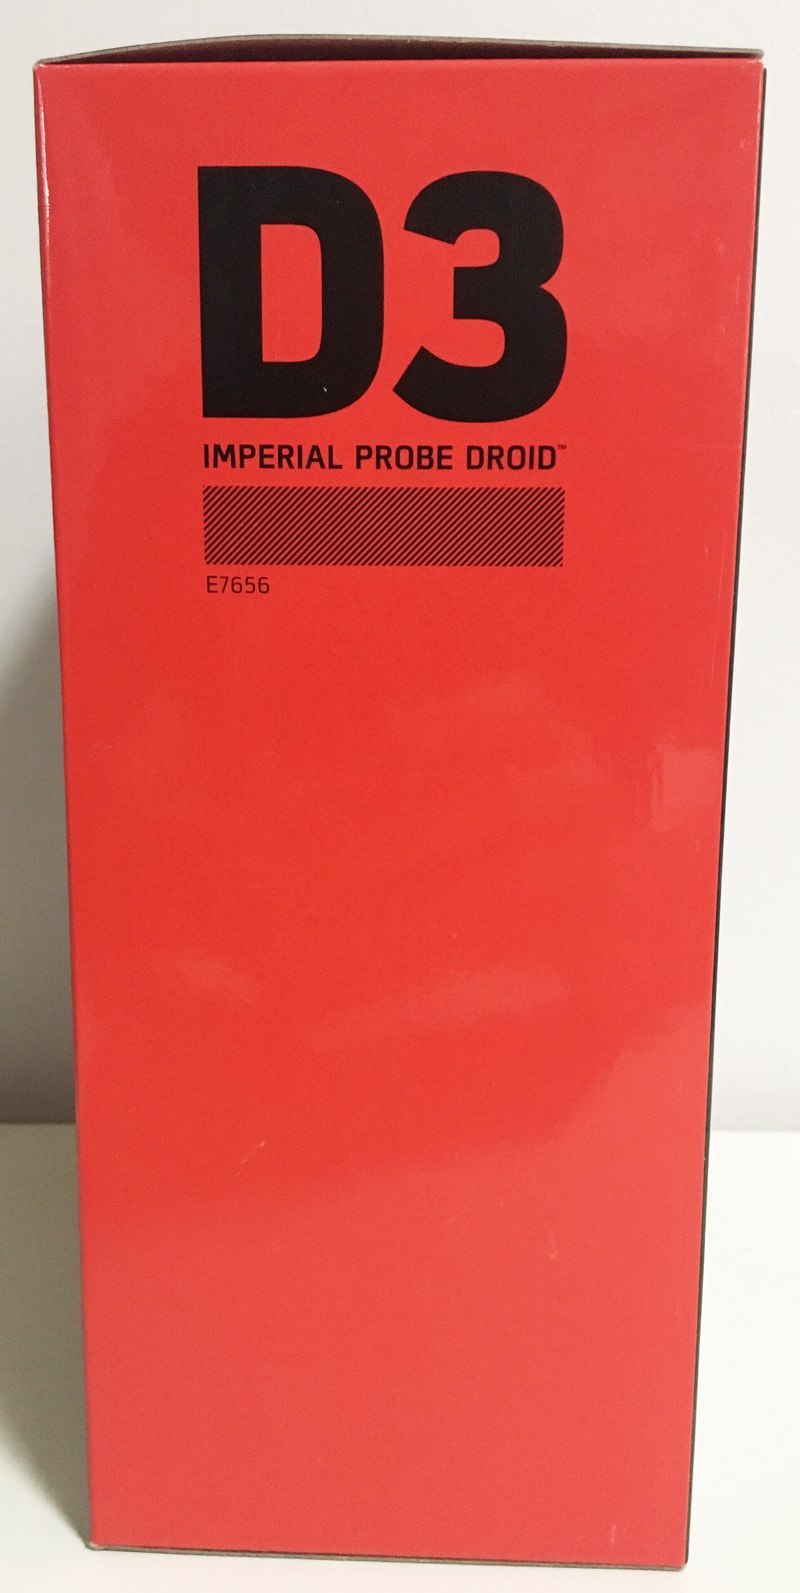 D3
IMPERIAL PROBE DROID™
E7656